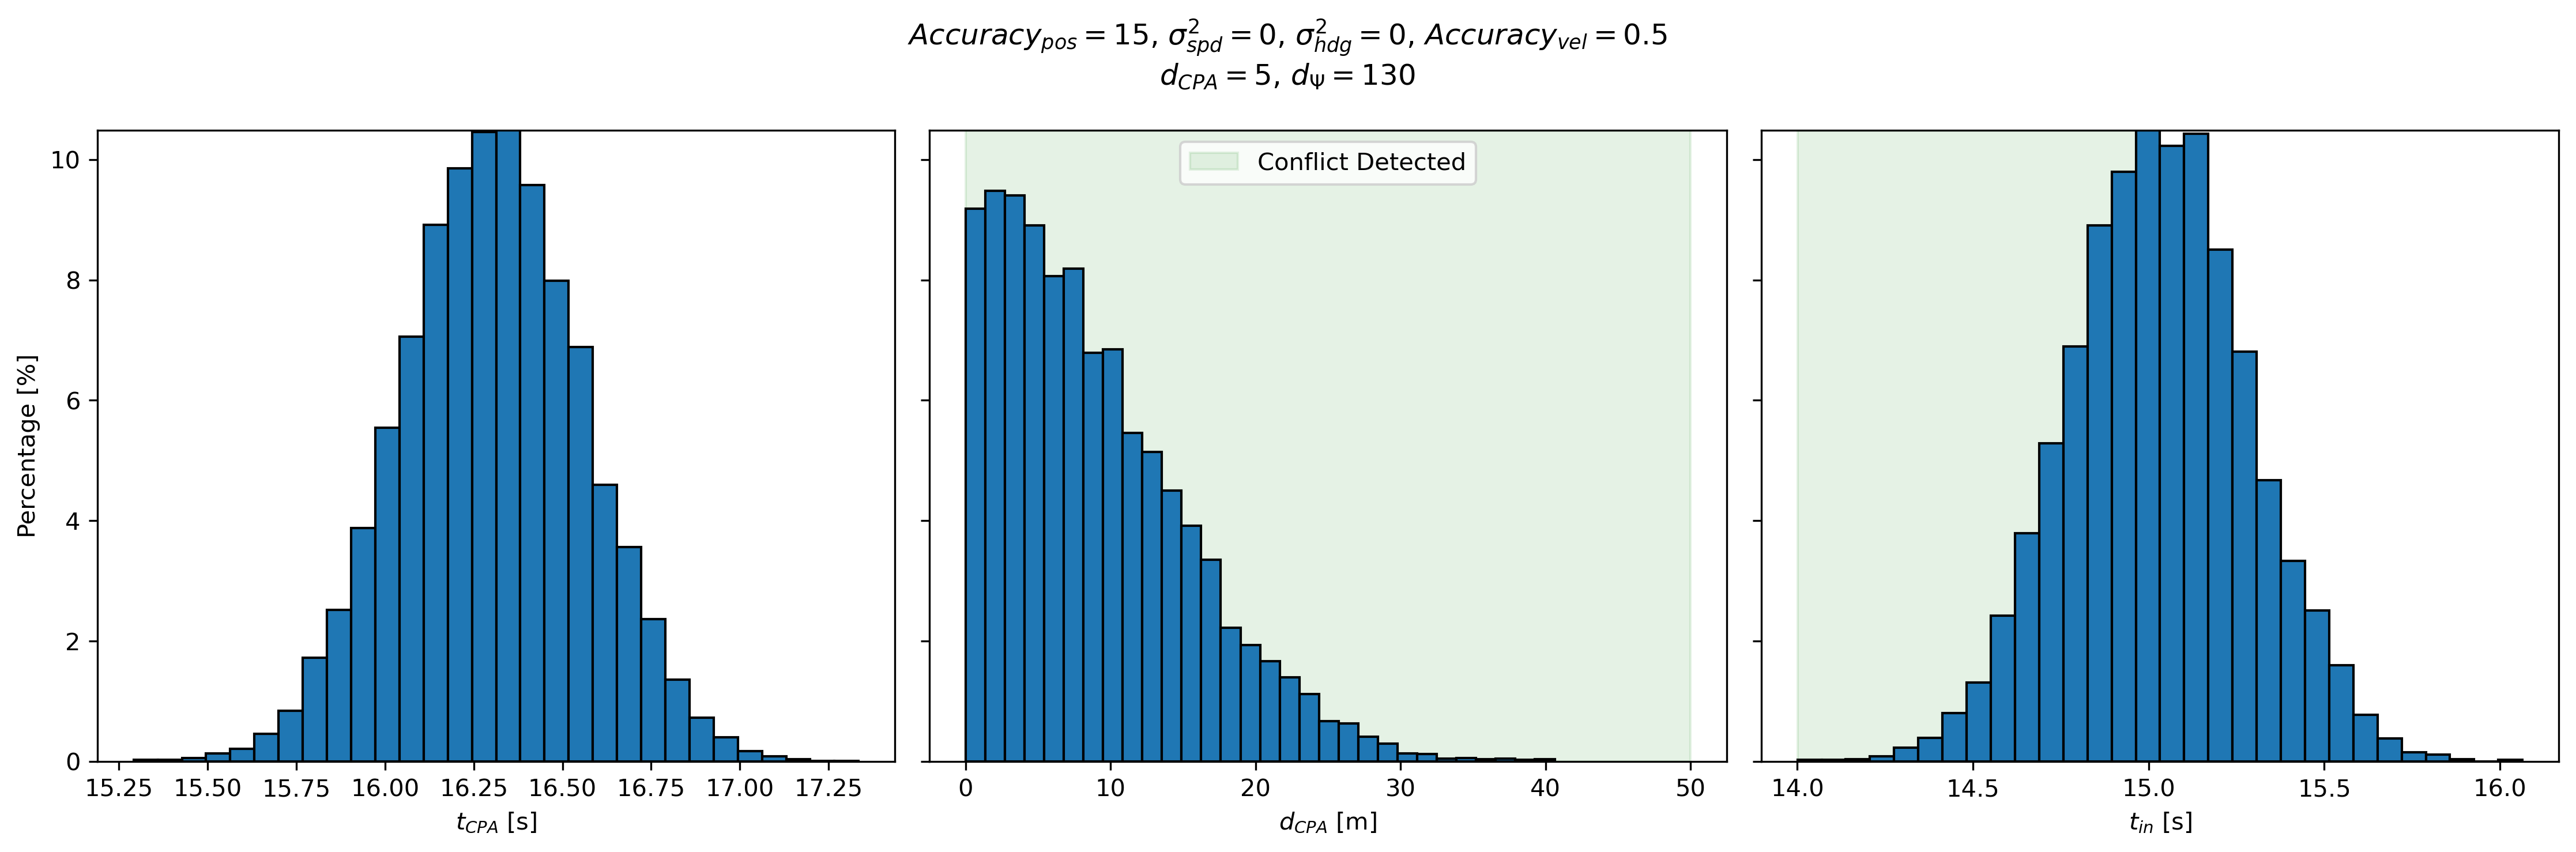 Accuracy_pos = 15, σ²_spd = 0, σ²_hdg = 0, Accuracy_vel = 0.5
d_CPA = 5, dψ = 130
Percentage [%]
10
8
6
4
2
0
15.25 15.50 15.75 16.00 16.25 16.50 16.75 17.00 17.25
t_CPA [s]
Conflict Detected
0 10 20 30 40 50
d_CPA [m]
14.0 14.5 15.0 15.5 16.0
t_in [s]